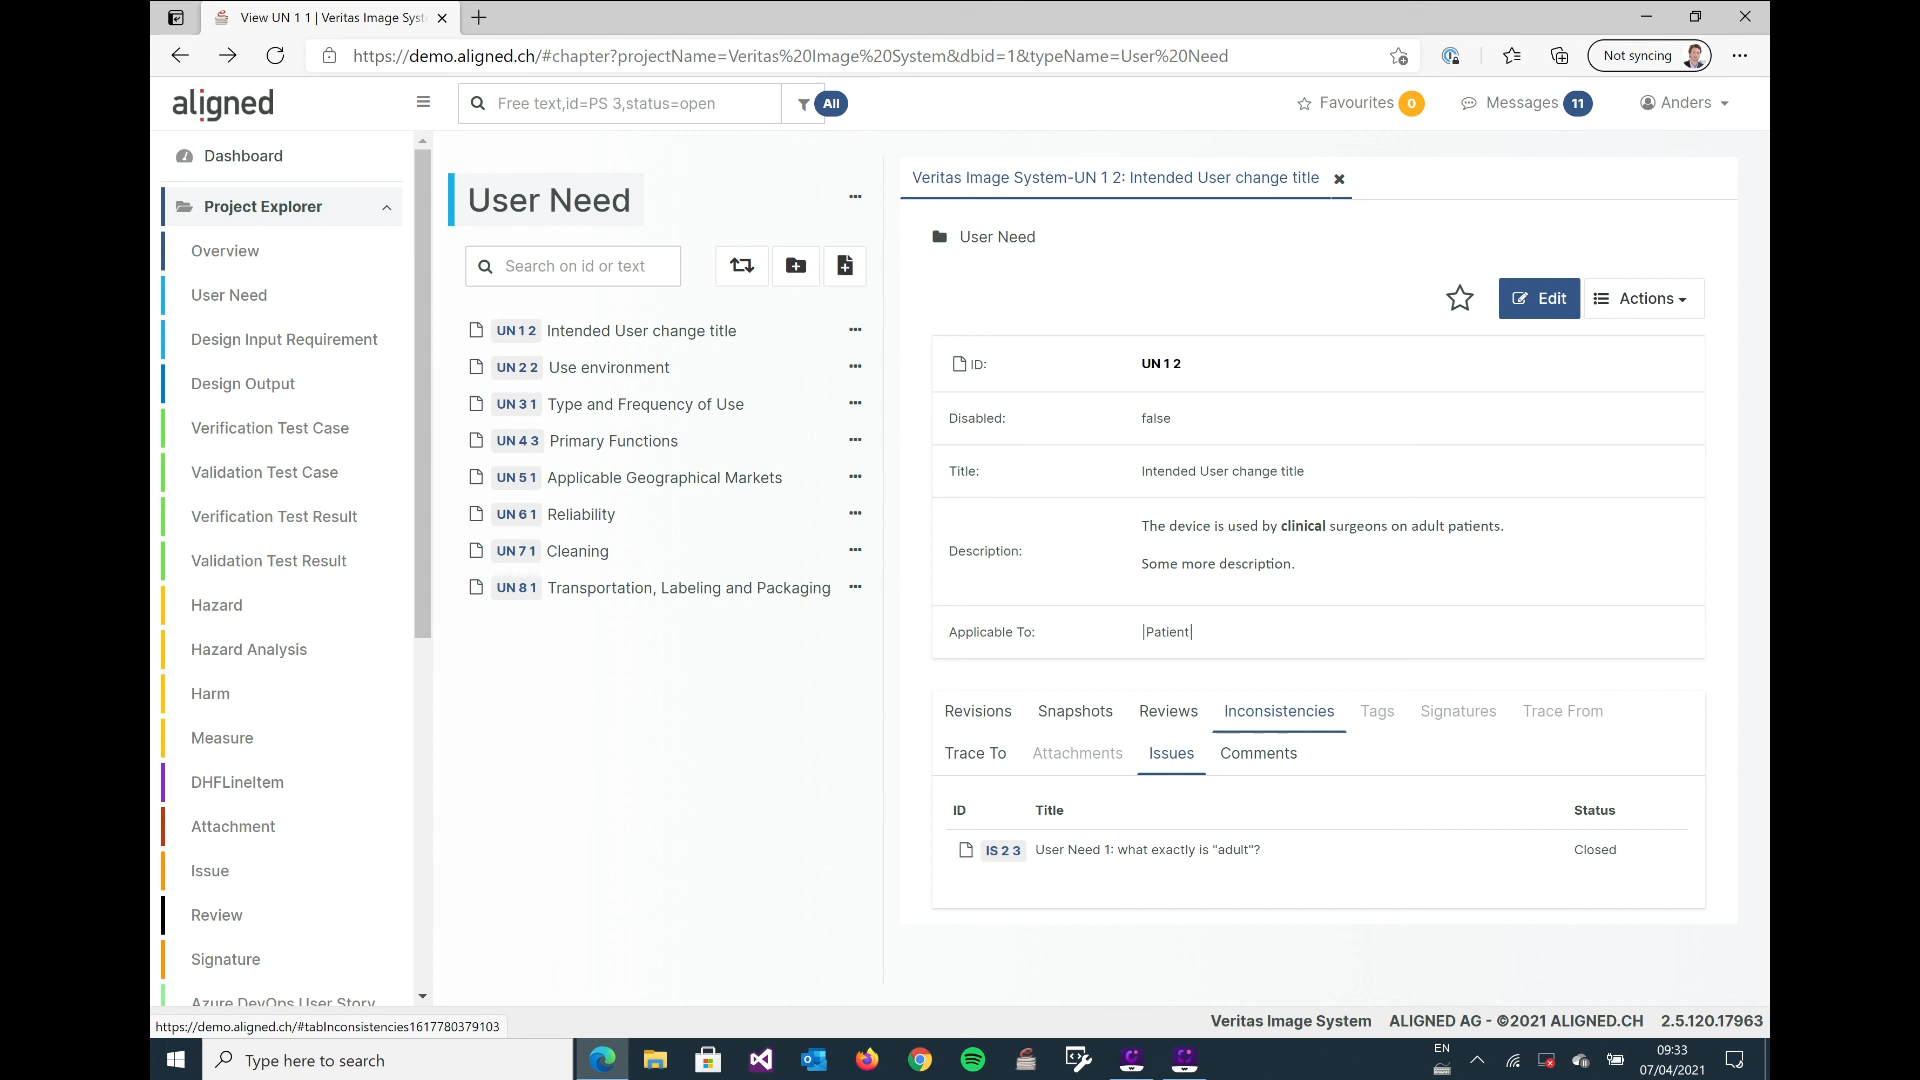 View UN 1 1 | Veritas Image Syst
https://demo.aligned.ch/#chapter?projectName=Veritas%20Image%20System&dbid=1&typeName=User%20Need
Not syncing
aligned
Free text,id=PS 3,status=open
All
Favourites 0
Messages 11
Anders
Dashboard
Project Explorer
Overview
User Need
Design Input Requirement
Design Output
Verification Test Case
Validation Test Case
Verification Test Result
Validation Test Result
Hazard
Hazard Analysis
Harm
Measure
DHFLineItem
Attachment
Issue
Review
Signature
Azure DevOps User Story
User Need
Search on id or text
UN 1 2 Intended User change title
UN 2 2 Use environment
UN 3 1 Type and Frequency of Use
UN 4 3 Primary Functions
UN 5 1 Applicable Geographical Markets
UN 6 1 Reliability
UN 7 1 Cleaning
UN 8 1 Transportation, Labeling and Packaging
Veritas Image System-UN 1 2: Intended User change title
User Need
Edit
Actions
ID: UN 1 2
Disabled: false
Title: Intended User change title
Description: The device is used by clinical surgeons on adult patients.
Some more description.
Applicable To: |Patient|
Revisions Snapshots Reviews Inconsistencies Tags Signatures Trace From
Trace To Attachments Issues Comments
ID Title Status
IS 2 3 User Need 1: what exactly is "adult"? Closed
https://demo.aligned.ch/#tabInconsistencies1617780379103
Veritas Image System ALIGNED AG - ©2021 ALIGNED.CH 2.5.120.17963
Type here to search
EN
09:33
07/04/2021